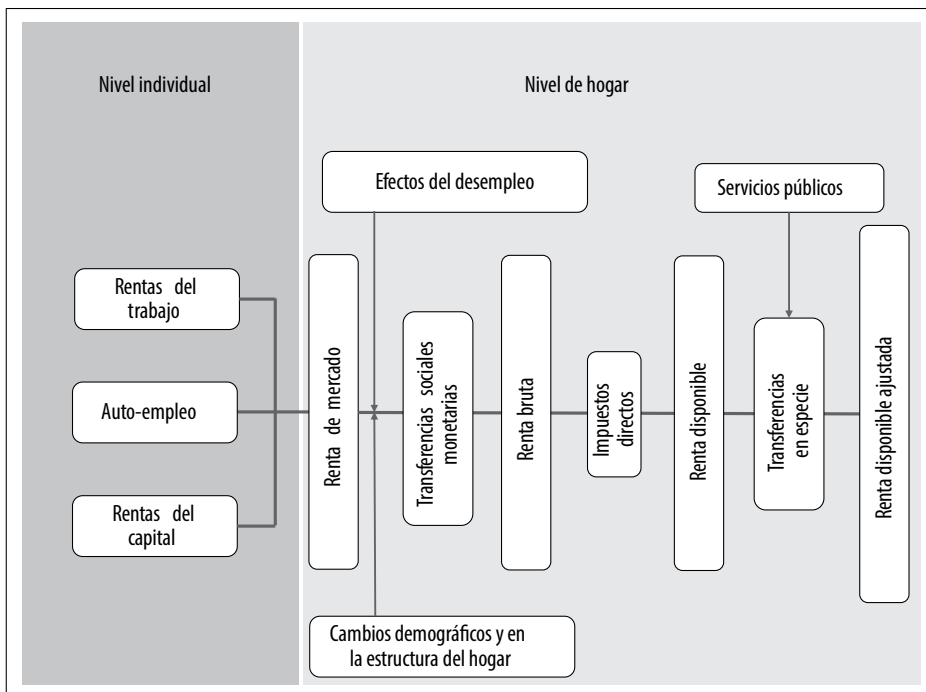 Nivel individual
Nivel de hogar
Efectos del desempleo
Servicios públicos
Rentas del
trabajo
Auto-empleo
Rentas del
capital
Renta de mercado
Transferencias sociales
monetarias
Renta bruta
Impuestos
directos
Renta disponible
Transferencias
en especie
Renta disponible ajustada
Cambios demográficos y en
la estructura del hogar